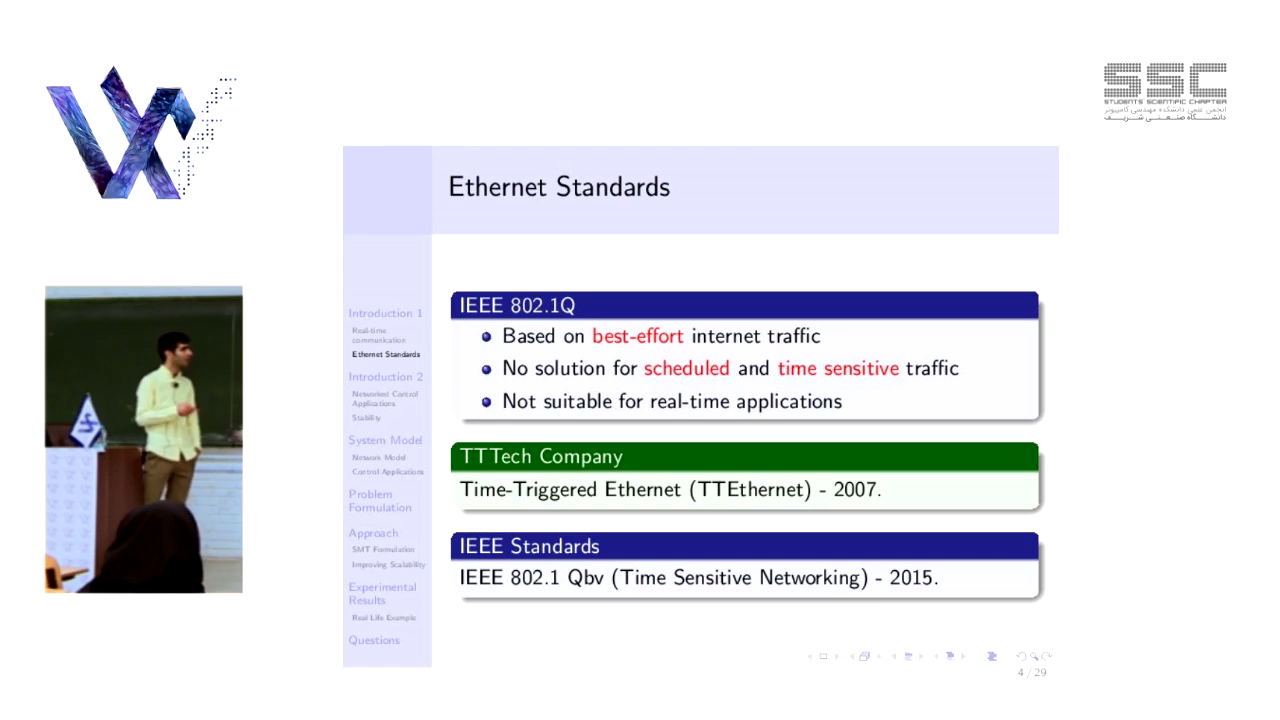 SSC
STUDENTS SCIENTIFIC CHAPTER
انجمن علمی دانشکده مهندسی کامپیوتر
دانشگاه صنعتی شریف
Ethernet Standards
Introduction 1
Real-time
communication
Ethernet Standards
Introduction 2
Networked Control
Applications
Stability
System Model
Network Model
Control Applications
Problem
Formulation
Approach
SMT Formulation
Improving Scalability
Experimental
Results
Real Life Example
Questions
IEEE 802.1Q
Based on best-effort internet traffic
No solution for scheduled and time sensitive traffic
Not suitable for real-time applications
TTTech Company
Time-Triggered Ethernet (TTEthernet) - 2007.
IEEE Standards
IEEE 802.1 Qbv (Time Sensitive Networking) - 2015.
4 / 29